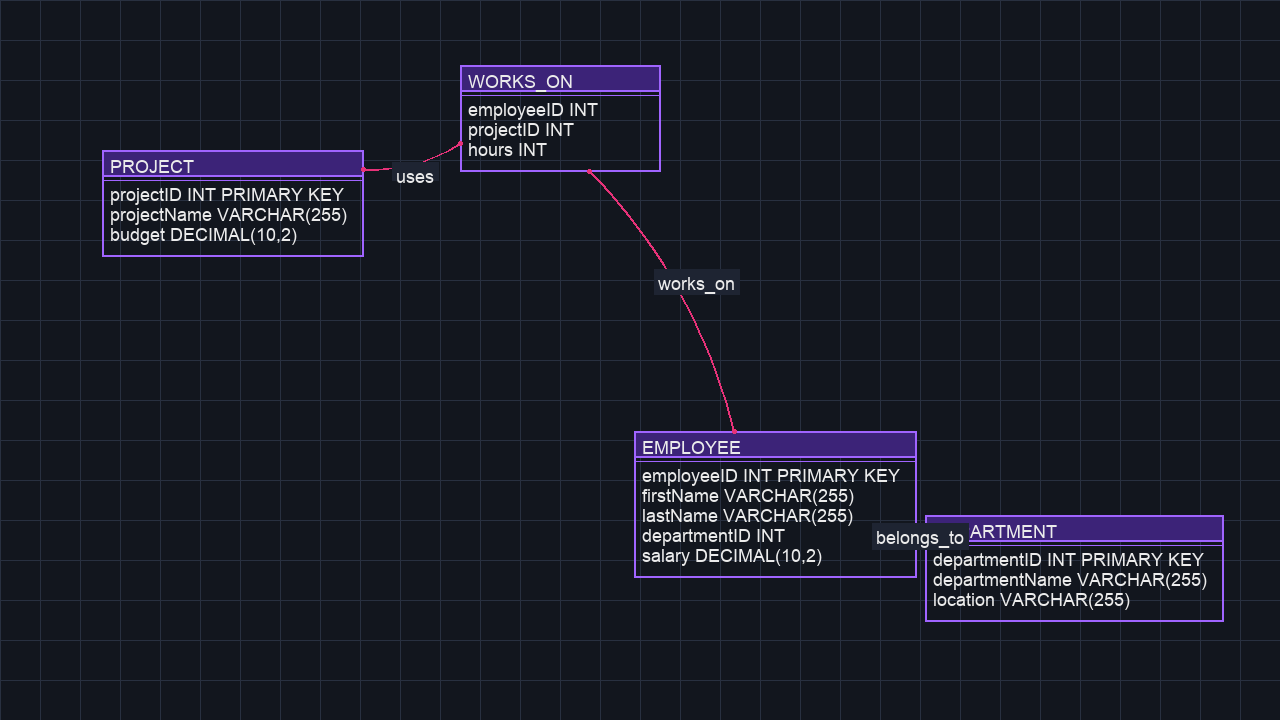 WORKS_ON
employeeID INT
projectID INT
hours INT
PROJECT
projectID INT PRIMARY KEY
projectName VARCHAR(255)
budget DECIMAL(10,2)
uses
works_on
EMPLOYEE
employeeID INT PRIMARY KEY
firstName VARCHAR(255)
lastName VARCHAR(255)
departmentID INT
salary DECIMAL(10,2)
belongs_to
ARTMENT
departmentID INT PRIMARY KEY
departmentName VARCHAR(255)
location VARCHAR(255)